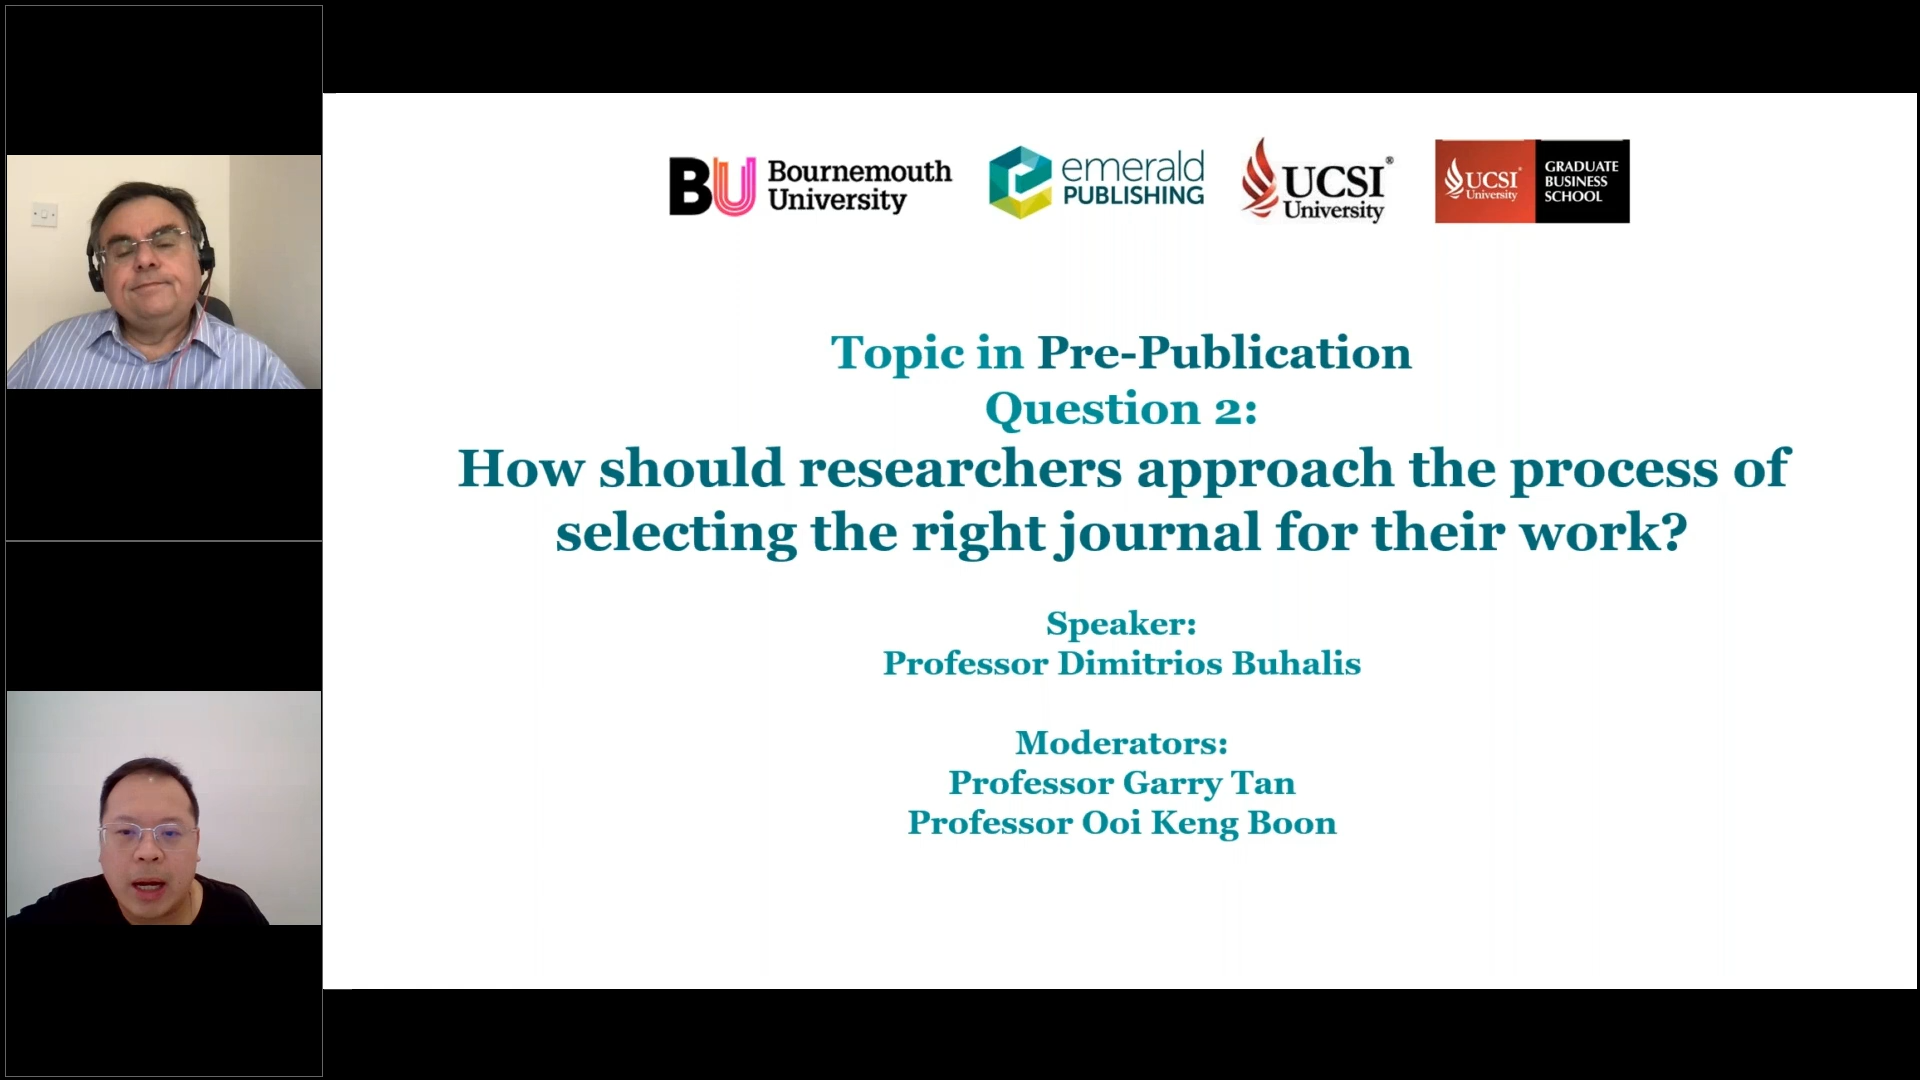 BU Bournemouth University
emerald PUBLISHING
UCSI® University
UCSI® University GRADUATE BUSINESS SCHOOL
Topic in Pre-Publication
Question 2:
How should researchers approach the process of
selecting the right journal for their work?
Speaker:
Professor Dimitrios Buhalis
Moderators:
Professor Garry Tan
Professor Ooi Keng Boon